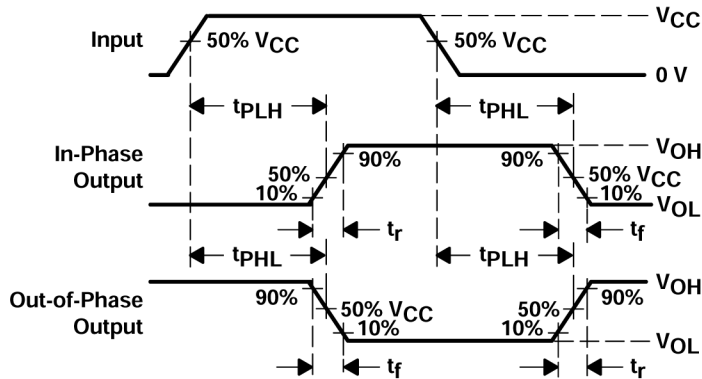 VCC
Input
50% VCC
50% VCC
0 V
tPLH
tPHL
In-Phase
Output
VOH
90%
90%
50%
50% VCC
10%
10%
VOL
tr
tf
tPHL
tPLH
Out-of-Phase
Output
VOH
90%
90%
50% VCC
50%
10%
10%
VOL
tf
tr